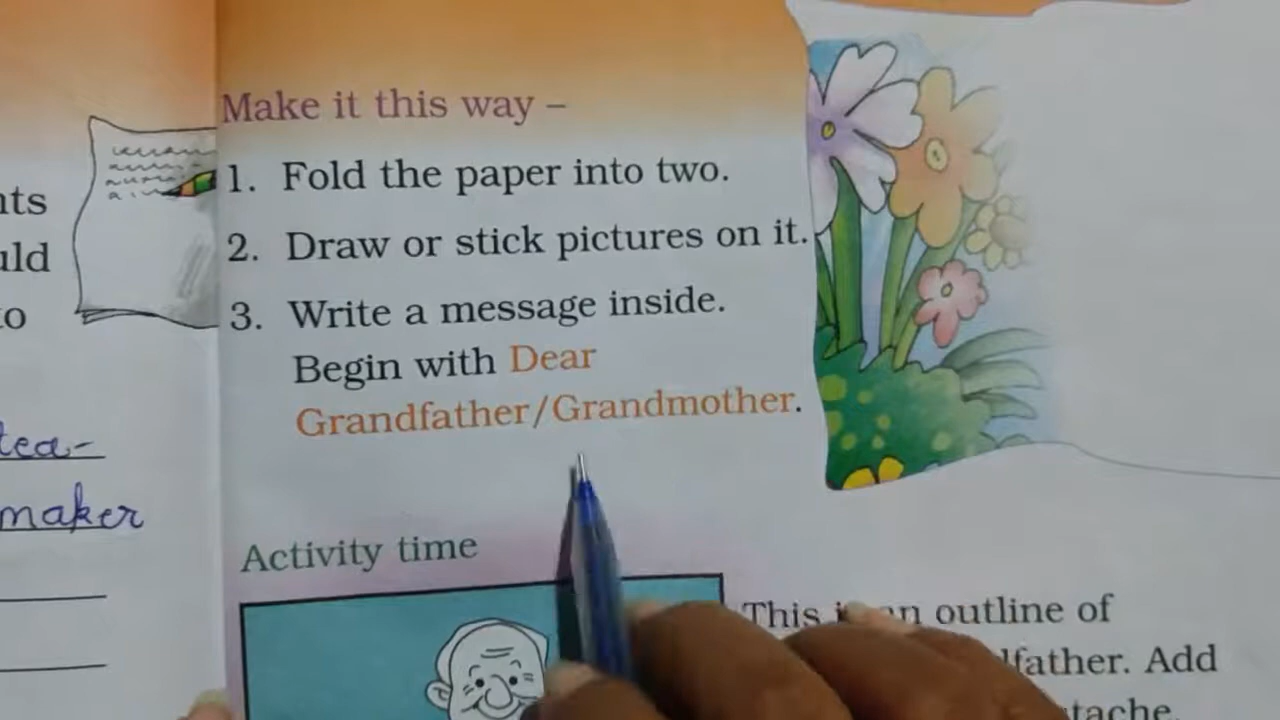 Make it this way –
1. Fold the paper into two.
2. Draw or stick pictures on it.
3. Write a message inside.
Begin with Dear
Grandfather/Grandmother.
tea-
maker
Activity time
This outline of
Add